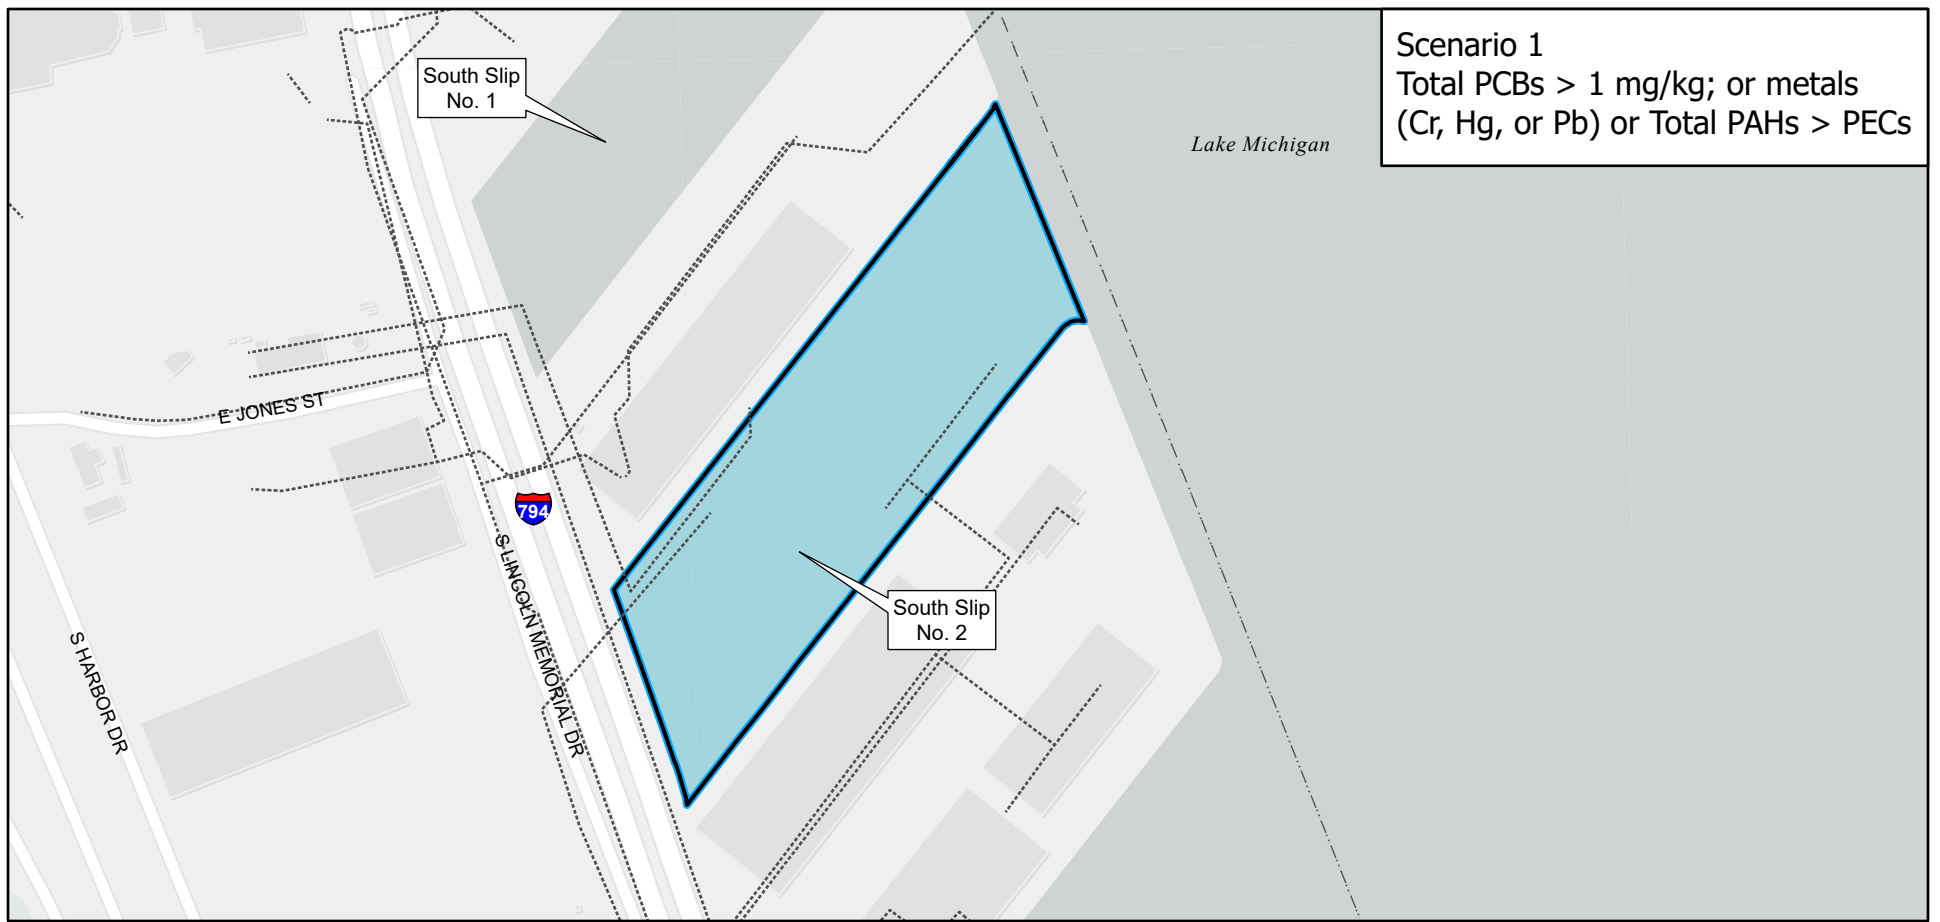 Scenario 1
Total PCBs > 1 mg/kg; or metals
(Cr, Hg, or Pb) or Total PAHs > PECs
South Slip
No. 1
Lake Michigan
E JONES ST
794
S LINCOLN MEMORIAL DR
South Slip
No. 2
S HARBOR DR